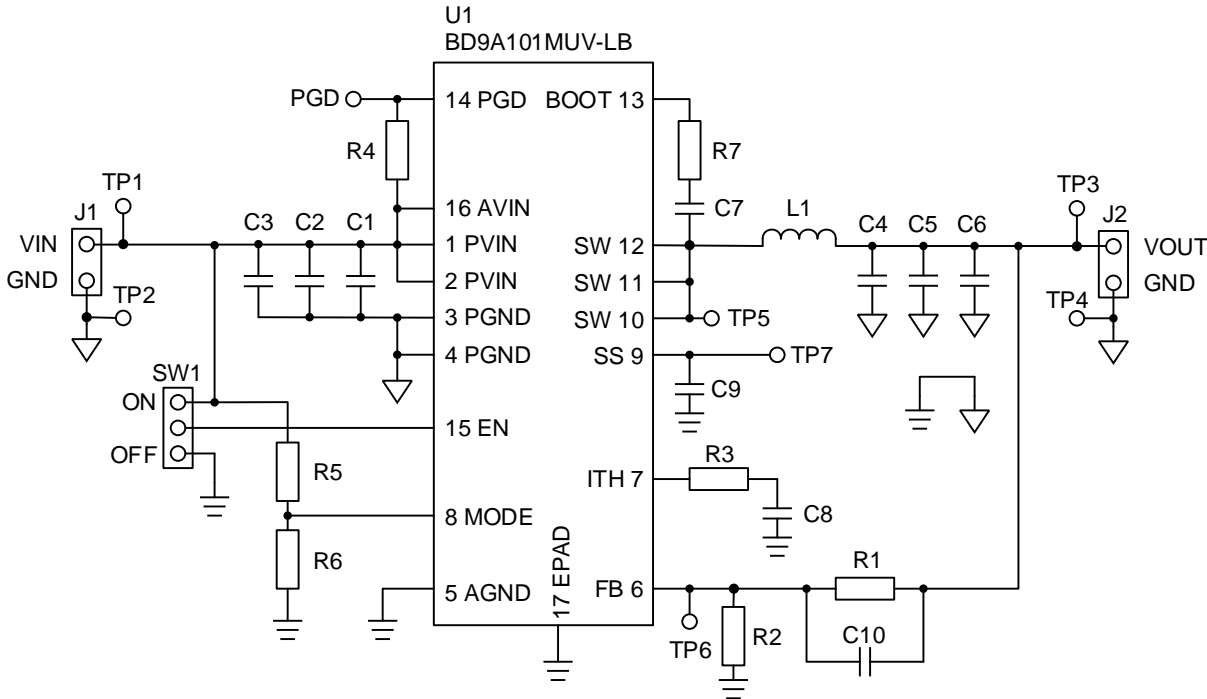 U1
BD9A101MUV-LB
PGD
14 PGD
BOOT 13
R4
R7
TP1
J1
C3
C2
C1
16 AVIN
C7
L1
TP3
J2
C4
C5
C6
VIN
1 PVIN
SW 12
VOUT
GND
2 PVIN
SW 11
GND
TP2
3 PGND
SW 10
TP5
TP4
4 PGND
SS 9
TP7
SW1
C9
ON
15 EN
OFF
R5
ITH 7
R3
C8
8 MODE
R6
R1
5 AGND
17 EPAD
FB 6
TP6
R2
C10